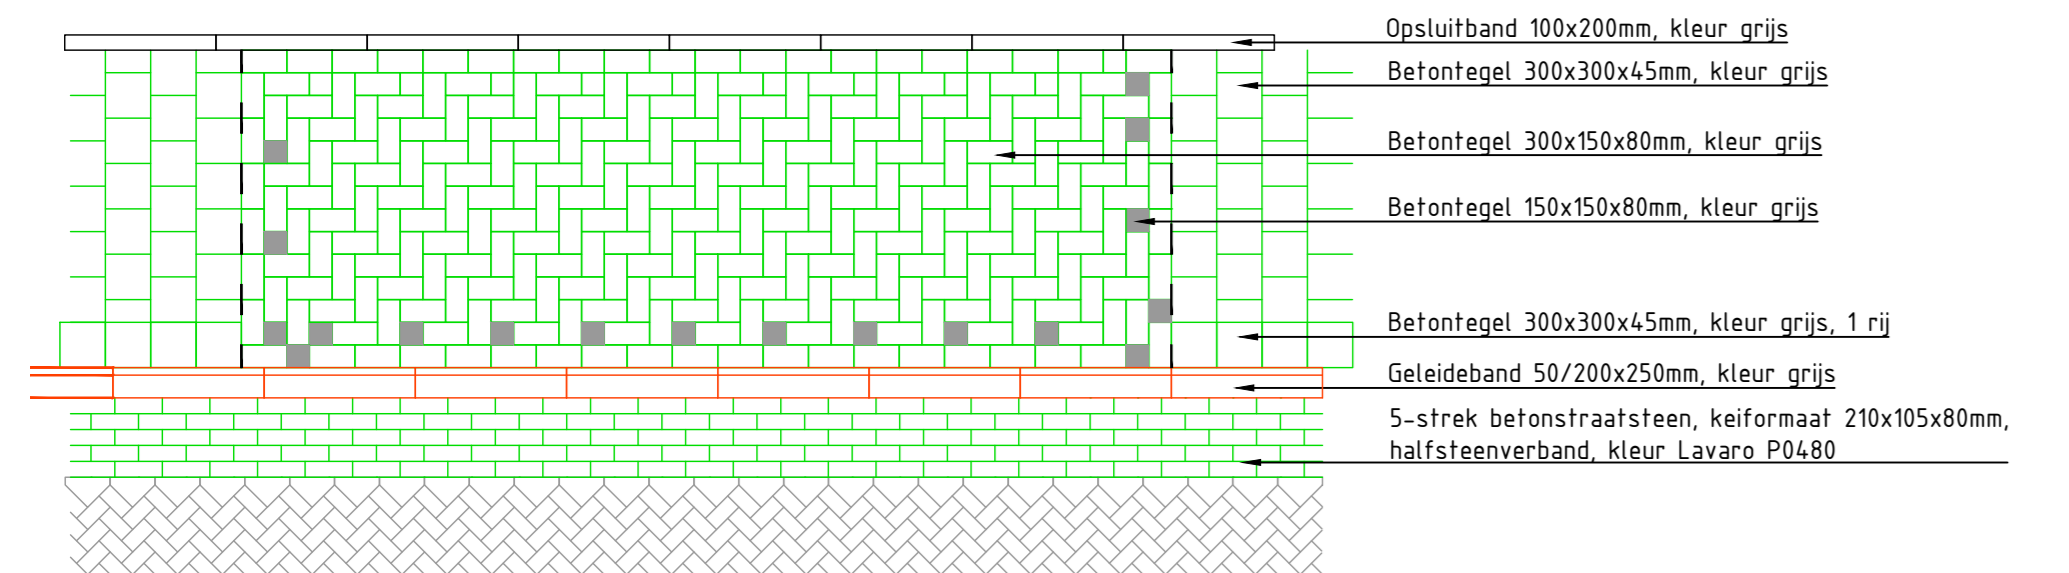 Opsluitband 100x200mm, kleur grijs
Betontegel 300x300x45mm, kleur grijs
Betontegel 300x150x80mm, kleur grijs
Betontegel 150x150x80mm, kleur grijs
Betontegel 300x300x45mm, kleur grijs, 1 rij
Geleideband 50/200x250mm, kleur grijs
5-strek betonstraatsteen, keiformaat 210x105x80mm,
halfsteenverband, kleur Lavaro P0480